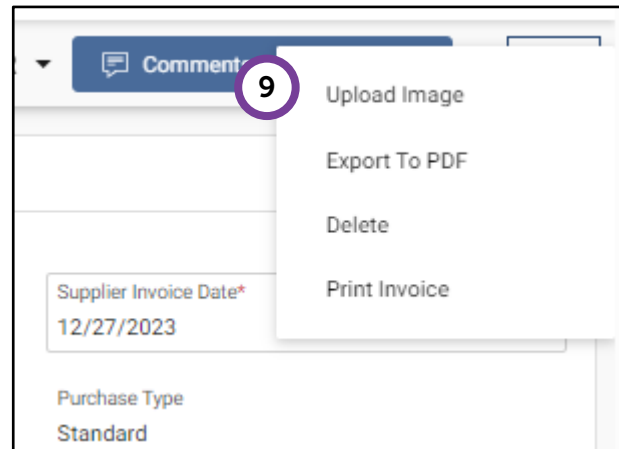 Comment
9
Upload Image
Export To PDF
Delete
Print Invoice
Supplier Invoice Date*
12/27/2023
Purchase Type
Standard